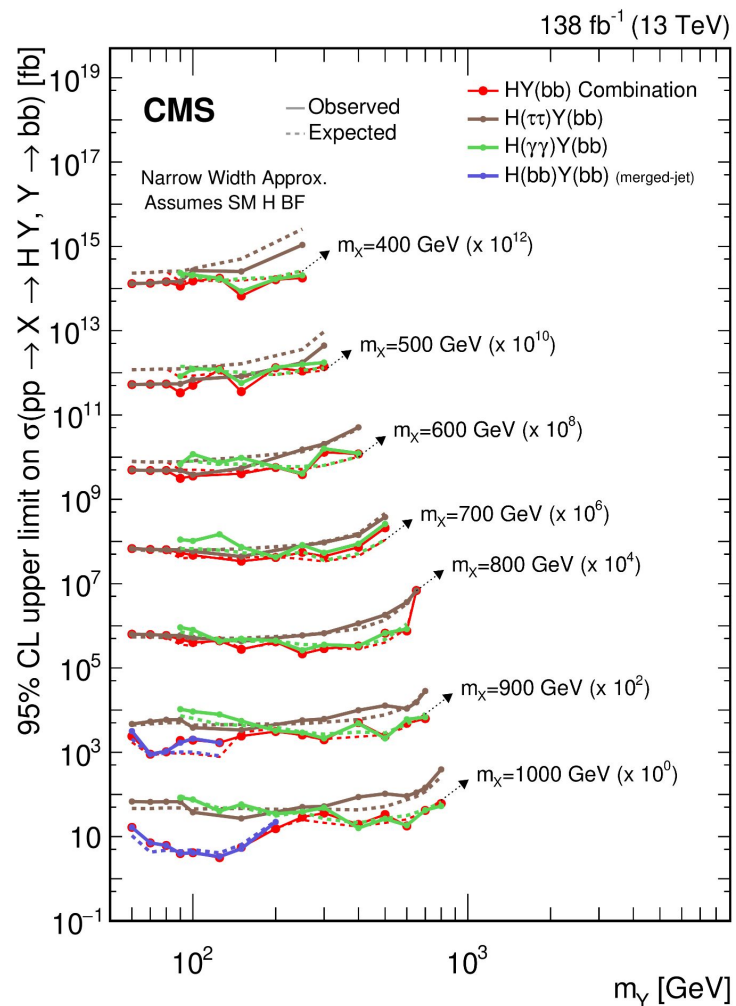 138 fb⁻¹ (13 TeV)
95% CL upper limit on σ(pp → X → H Y, Y → bb) [fb]
10¹⁹
10¹⁷
10¹⁵
10¹³
10¹¹
10⁹
10⁷
10⁵
10³
10
10⁻¹
CMS
Observed
Expected
Narrow Width Approx.
Assumes SM H BF
HY(bb) Combination
H(ττ)Y(bb)
H(γγ)Y(bb)
H(bb)Y(bb) (merged-jet)
m_X=400 GeV (x 10¹²)
m_X=500 GeV (x 10¹⁰)
m_X=600 GeV (x 10⁸)
m_X=700 GeV (x 10⁶)
m_X=800 GeV (x 10⁴)
m_X=900 GeV (x 10²)
m_X=1000 GeV (x 10⁰)
10²
10³
m_Y [GeV]